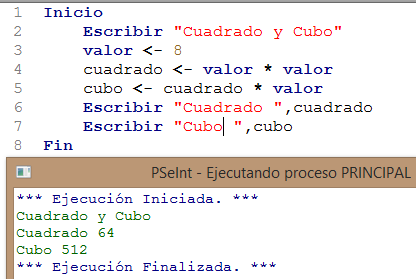 1 Inicio
2 Escribir "Cuadrado y Cubo"
3 valor <- 8
4 cuadrado <- valor * valor
5 cubo <- cuadrado * valor
6 Escribir "Cuadrado ",cuadrado
7 Escribir "Cubo ",cubo
8 Fin
PSeInt - Ejecutando proceso PRINCIPAL
*** Ejecución Iniciada. ***
Cuadrado y Cubo
Cuadrado 64
Cubo 512
*** Ejecución Finalizada. ***